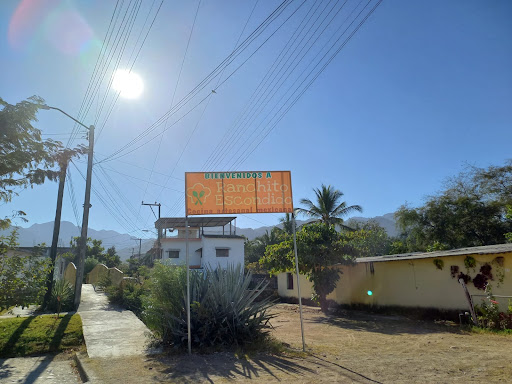 BIENVENIDOS A
Ranchito
Escondido